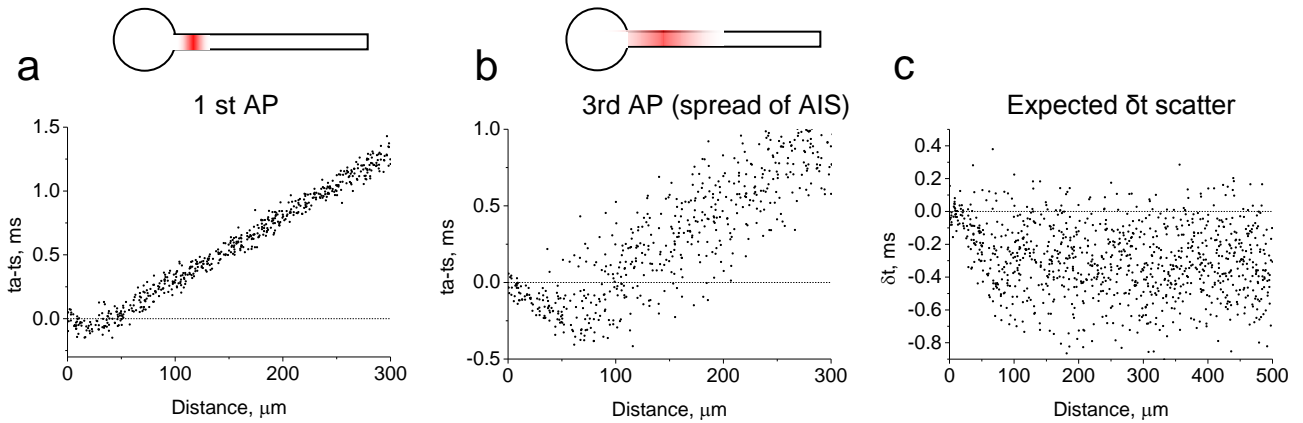 a
1 st AP
1.5
1.0
0.5
0.0
ta-ts, ms
0
100
200
300
Distance, μm
b
3rd AP (spread of AIS)
1.0
0.5
0.0
-0.5
ta-ts, ms
0
100
200
300
Distance, μm
c
Expected δt scatter
0.4
0.2
0.0
-0.2
-0.4
-0.6
-0.8
δt, ms
0
100
200
300
400
500
Distance, μm